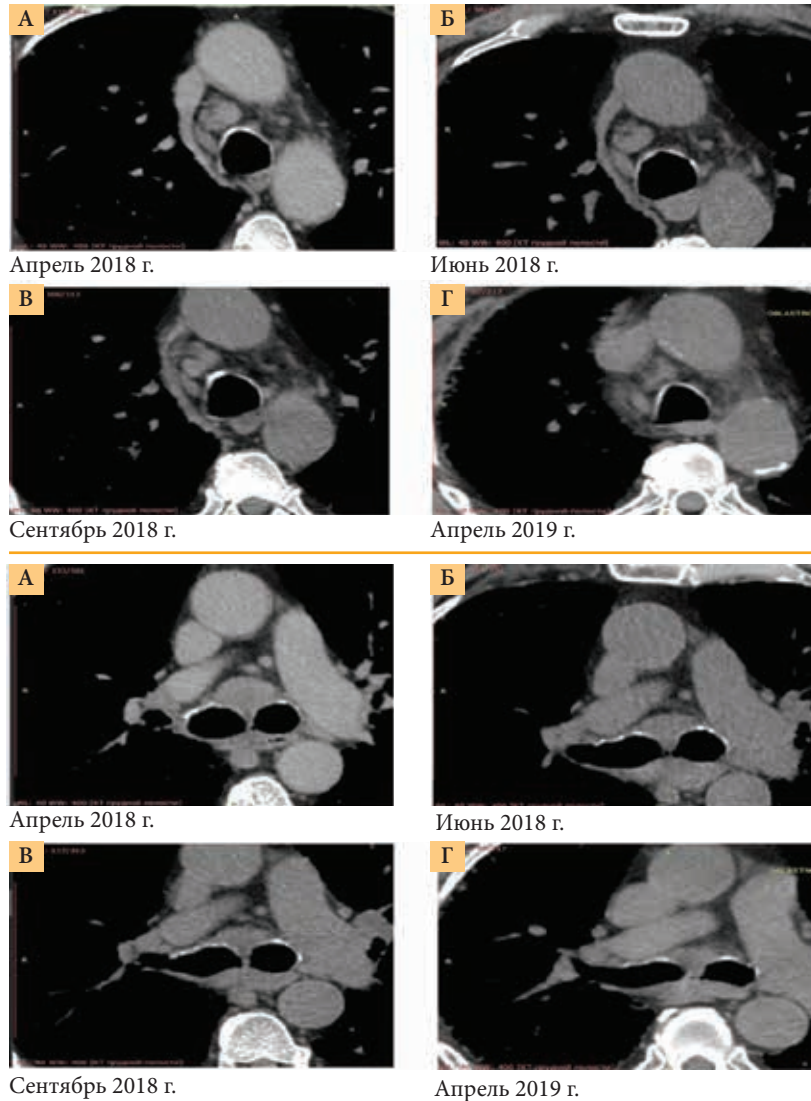 А
Б
Апрель 2018 г.
Июнь 2018 г.
В
Г
Сентябрь 2018 г.
Апрель 2019 г.
А
Б
Апрель 2018 г.
Июнь 2018 г.
В
Г
Сентябрь 2018 г.
Апрель 2019 г.